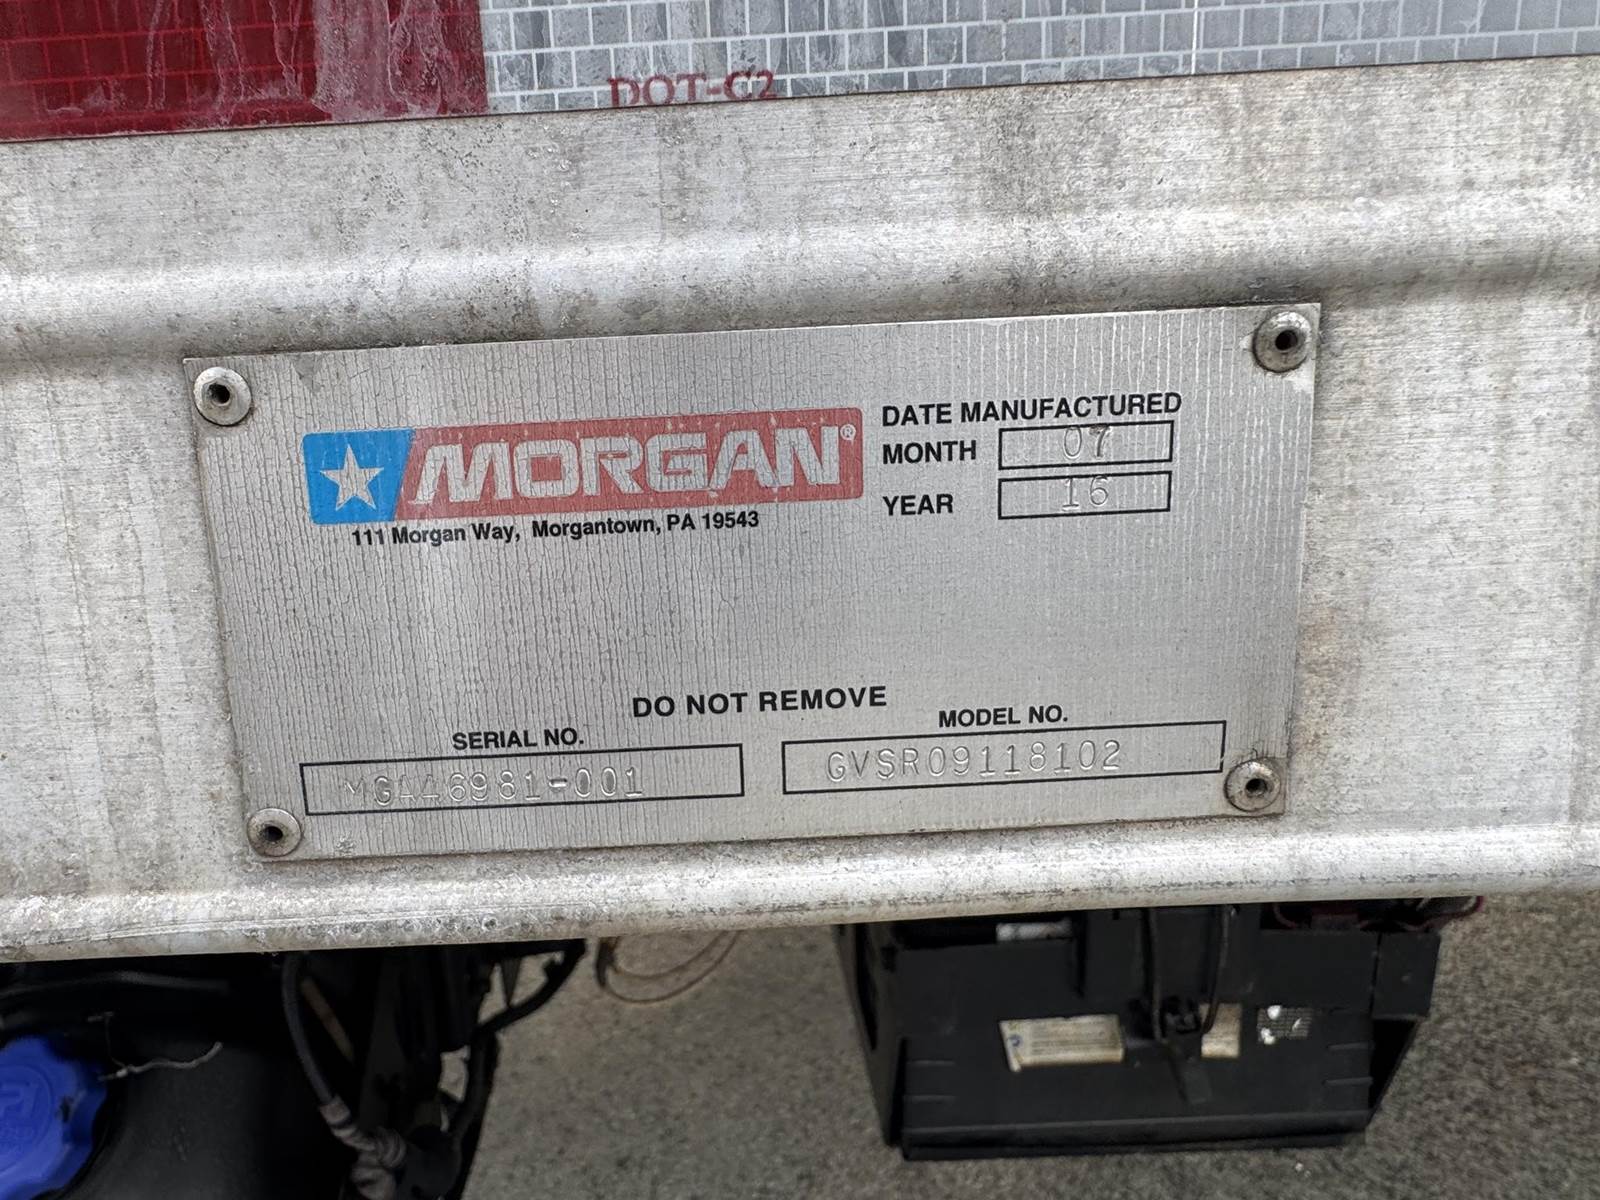 DOT-C2
MORGAN®
111 Morgan Way, Morgantown, PA 19543
DATE MANUFACTURED
MONTH 07
YEAR 16
DO NOT REMOVE
SERIAL NO.
MGA46981-001
MODEL NO.
GVSR09118102